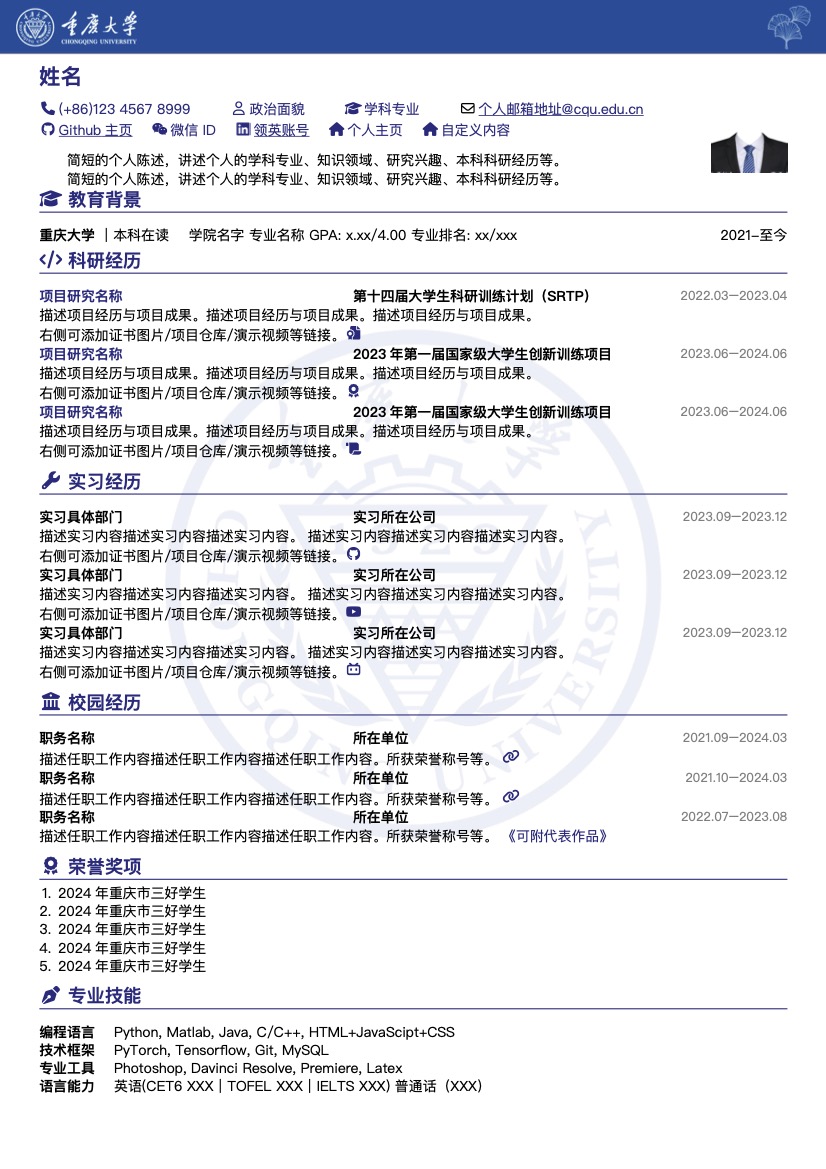 重庆大学
CHONGQING UNIVERSITY
姓名
(+86)123 4567 8999 政治面貌 学科专业 个人邮箱地址@cqu.edu.cn
Github 主页 微信 ID 领英账号 个人主页 自定义内容
简短的个人陈述，讲述个人的学科专业、知识领域、研究兴趣、本科科研经历等。
简短的个人陈述，讲述个人的学科专业、知识领域、研究兴趣、本科科研经历等。
教育背景
重庆大学 | 本科在读 学院名字 专业名称 GPA: x.xx/4.00 专业排名: xx/xxx 2021–至今
</> 科研经历
项目研究名称 第十四届大学生科研训练计划（SRTP） 2022.03—2023.04
描述项目经历与项目成果。描述项目经历与项目成果。描述项目经历与项目成果。
右侧可添加证书图片/项目仓库/演示视频等链接。
项目研究名称 2023 年第一届国家级大学生创新训练项目 2023.06—2024.06
描述项目经历与项目成果。描述项目经历与项目成果。描述项目经历与项目成果。
右侧可添加证书图片/项目仓库/演示视频等链接。
项目研究名称 2023 年第一届国家级大学生创新训练项目 2023.06—2024.06
描述项目经历与项目成果。描述项目经历与项目成果。描述项目经历与项目成果。
右侧可添加证书图片/项目仓库/演示视频等链接。
实习经历
实习具体部门 实习所在公司 2023.09—2023.12
描述实习内容描述实习内容描述实习内容。 描述实习内容描述实习内容描述实习内容。
右侧可添加证书图片/项目仓库/演示视频等链接。
实习具体部门 实习所在公司 2023.09—2023.12
描述实习内容描述实习内容描述实习内容。 描述实习内容描述实习内容描述实习内容。
右侧可添加证书图片/项目仓库/演示视频等链接。
实习具体部门 实习所在公司 2023.09—2023.12
描述实习内容描述实习内容描述实习内容。 描述实习内容描述实习内容描述实习内容。
右侧可添加证书图片/项目仓库/演示视频等链接。
校园经历
职务名称 所在单位 2021.09—2024.03
描述任职工作内容描述任职工作内容描述任职工作内容。所获荣誉称号等。
职务名称 所在单位 2021.10—2024.03
描述任职工作内容描述任职工作内容描述任职工作内容。所获荣誉称号等。
职务名称 所在单位 2022.07—2023.08
描述任职工作内容描述任职工作内容描述任职工作内容。所获荣誉称号等。 《可附代表作品》
荣誉奖项
1. 2024 年重庆市三好学生
2. 2024 年重庆市三好学生
3. 2024 年重庆市三好学生
4. 2024 年重庆市三好学生
5. 2024 年重庆市三好学生
专业技能
编程语言 Python, Matlab, Java, C/C++, HTML+JavaScipt+CSS
技术框架 PyTorch, Tensorflow, Git, MySQL
专业工具 Photoshop, Davinci Resolve, Premiere, Latex
语言能力 英语(CET6 XXX | TOFEL XXX | IELTS XXX) 普通话（XXX）